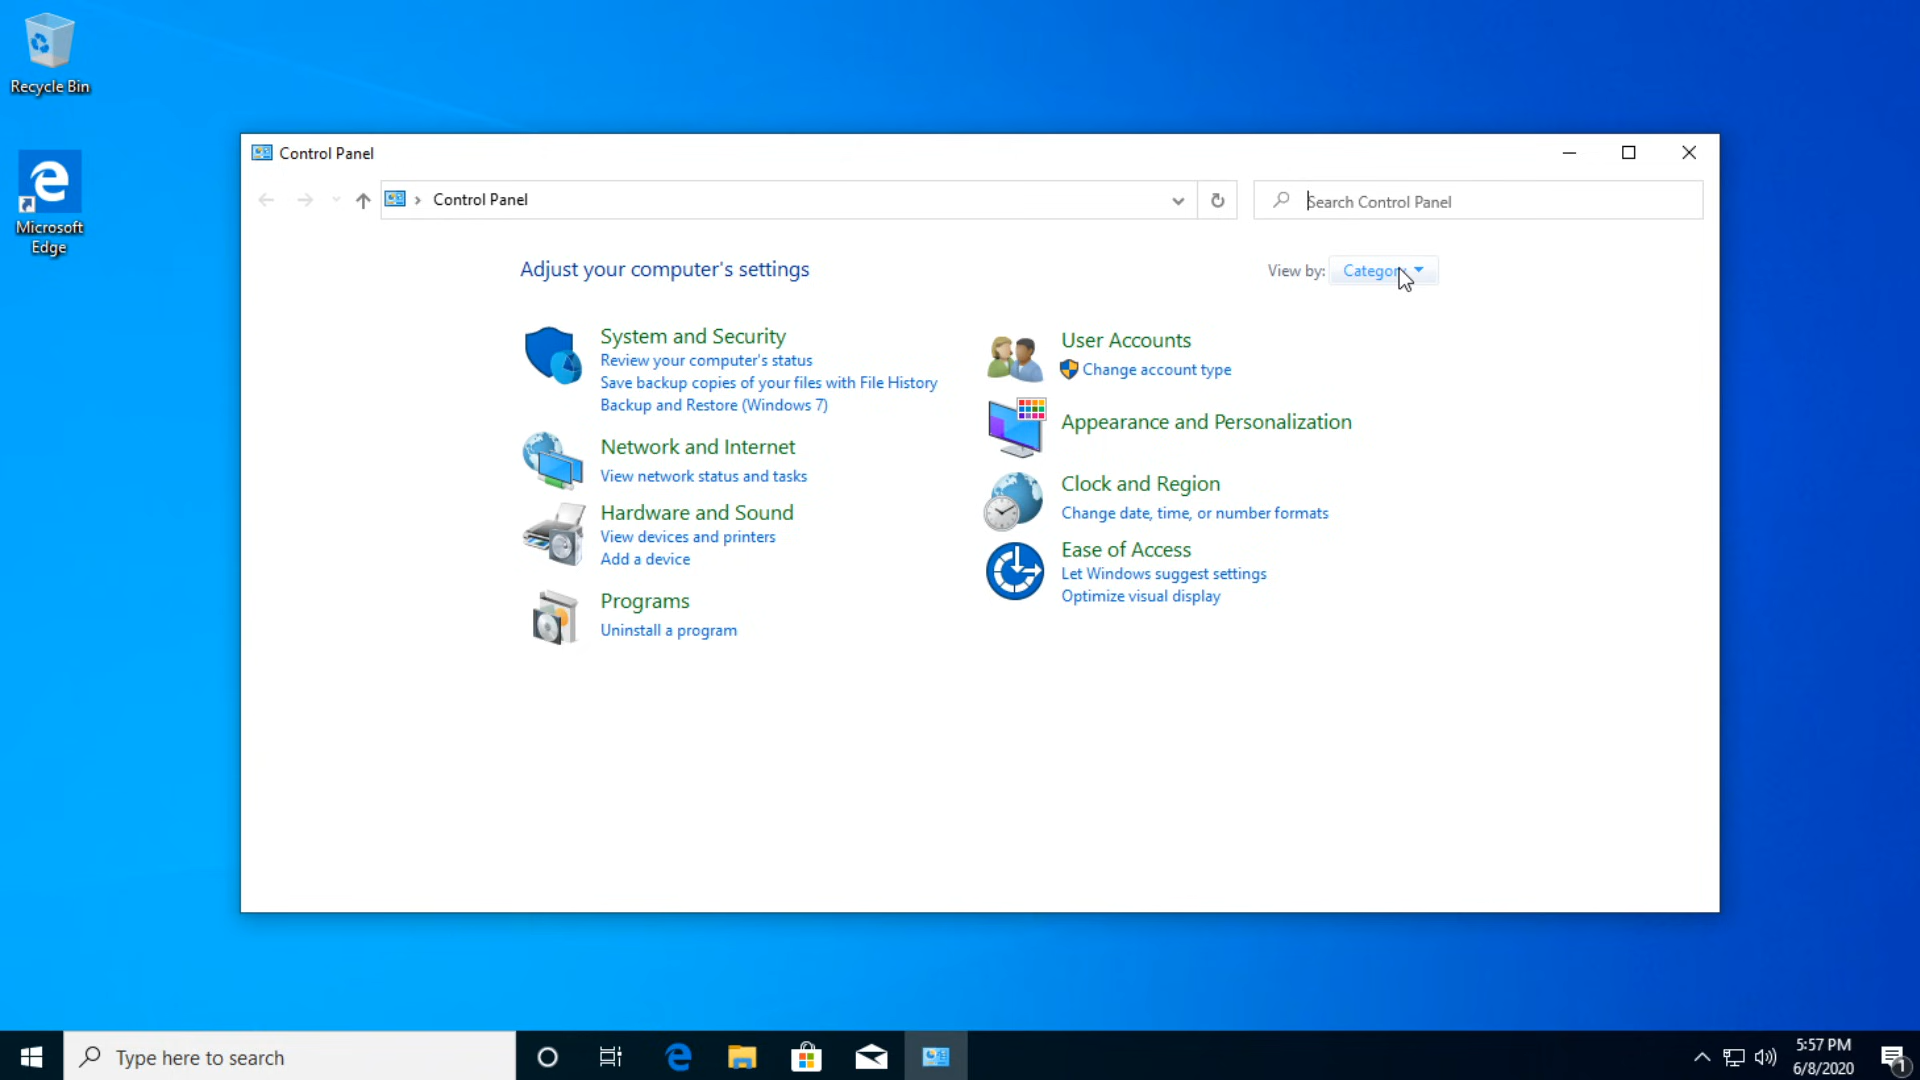 Recycle Bin
Microsoft
Edge
Control Panel
Control Panel
Search Control Panel
Adjust your computer's settings
View by: Category
System and Security
Review your computer's status
Save backup copies of your files with File History
Backup and Restore (Windows 7)
Network and Internet
View network status and tasks
Hardware and Sound
View devices and printers
Add a device
Programs
Uninstall a program
User Accounts
Change account type
Appearance and Personalization
Clock and Region
Change date, time, or number formats
Ease of Access
Let Windows suggest settings
Optimize visual display
Type here to search
5:57 PM
6/8/2020
1